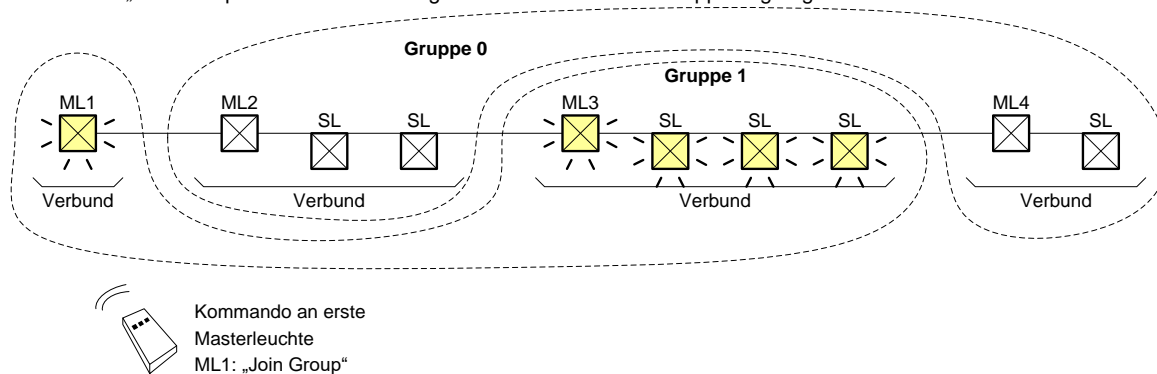 Gruppe 0
Gruppe 1
ML1 ML2 SL SL ML3 SL SL SL ML4 SL
Verbund Verbund Verbund Verbund
Kommando an erste
Masterleuchte
ML1: „Join Group“